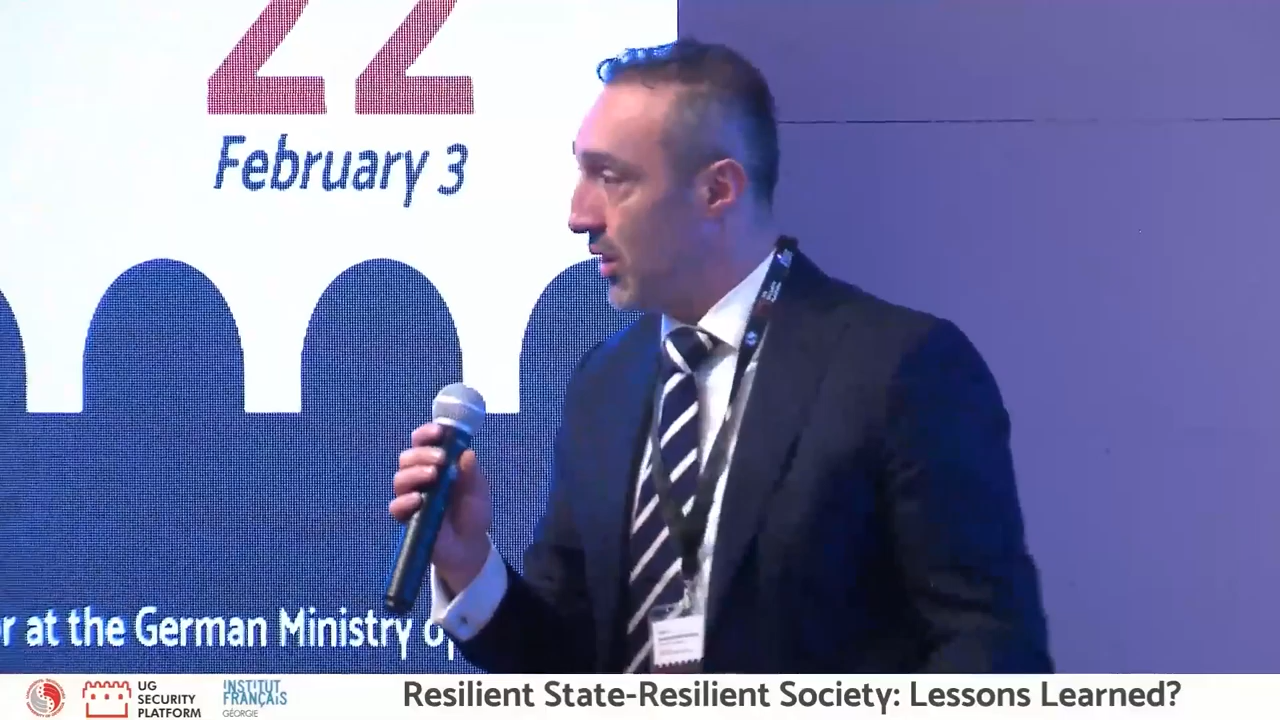 22
February 3
r at the German Ministry o
UG
SECURITY
PLATFORM
INSTITUT
FRANÇAIS
GÉORGIE
Resilient State-Resilient Society: Lessons Learned?